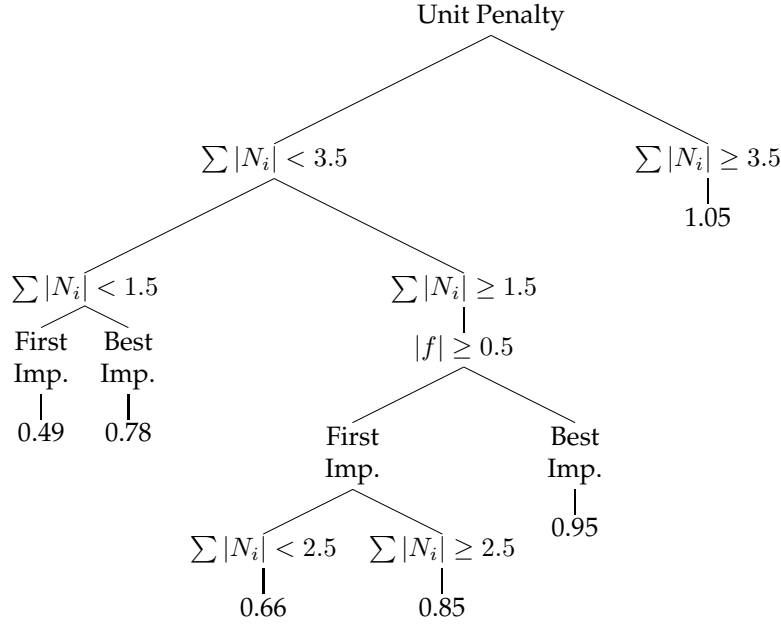 Unit Penalty
∑ |N_i| < 3.5
∑ |N_i| ≥ 3.5
1.05
∑ |N_i| < 1.5
∑ |N_i| ≥ 1.5
First
Imp.
Best
Imp.
|f| ≥ 0.5
0.49
0.78
First
Imp.
Best
Imp.
0.95
∑ |N_i| < 2.5
∑ |N_i| ≥ 2.5
0.66
0.85